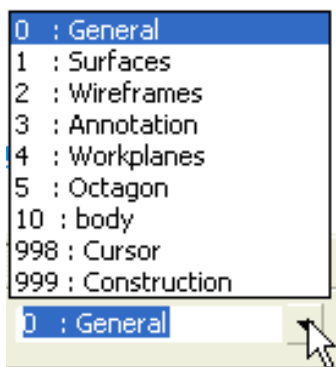 0 : General
1 : Surfaces
2 : Wireframes
3 : Annotation
4 : Workplanes
5 : Octagon
10 : body
998 : Cursor
999 : Construction
0 : General